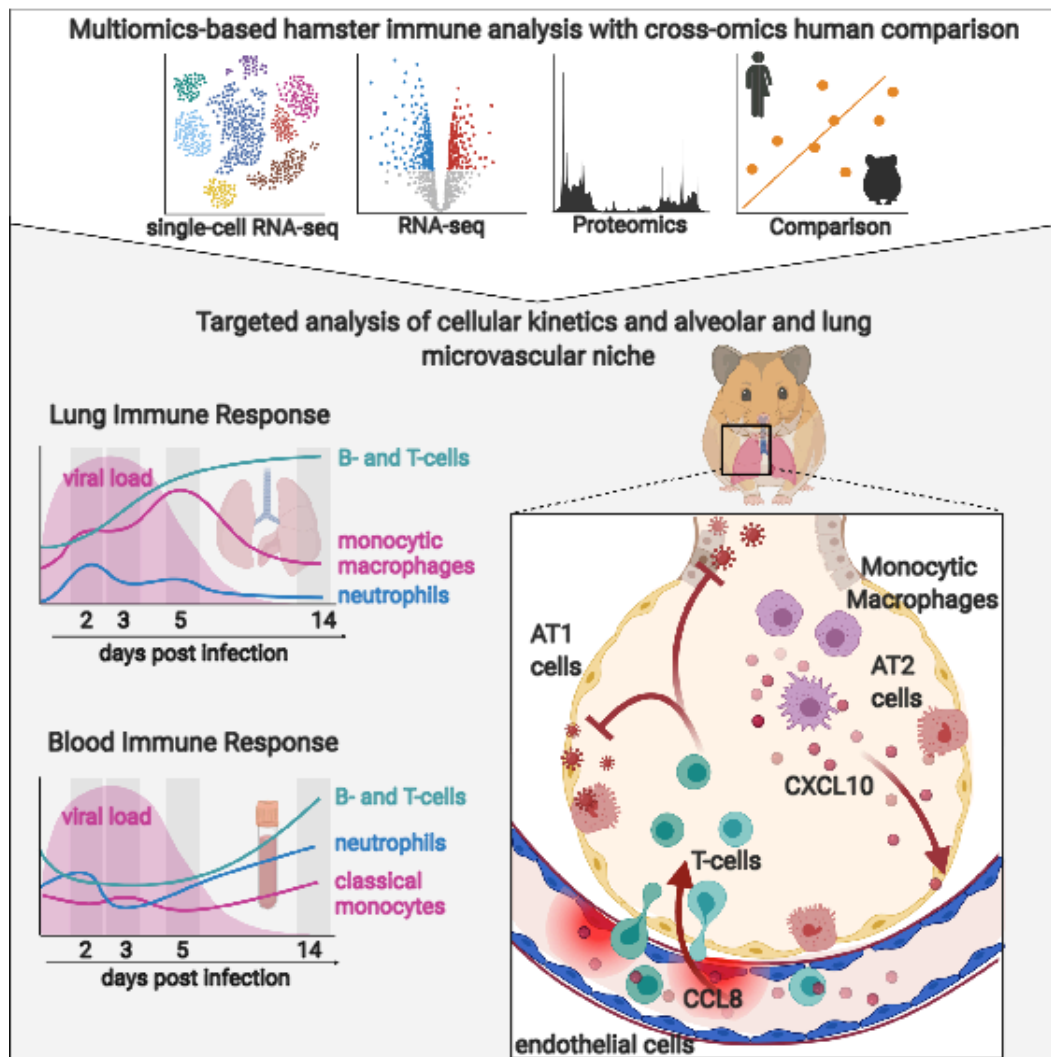 Multiomics-based hamster immune analysis with cross-omics human comparison
single-cell RNA-seq
RNA-seq
Proteomics
Comparison
Targeted analysis of cellular kinetics and alveolar and lung
microvascular niche
Lung Immune Response
viral load
B- and T-cells
monocytic
macrophages
neutrophils
2 3 5 14
days post infection
Blood Immune Response
viral load
B- and T-cells
neutrophils
classical
monocytes
2 3 5 14
days post infection
Monocytic
Macrophages
AT1
cells
AT2
cells
CXCL10
T-cells
CCL8
endothelial cells